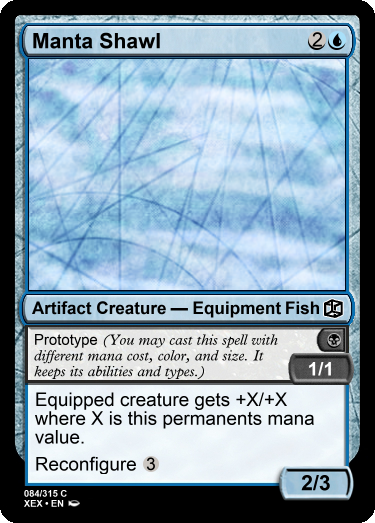 Manta Shawl 2
Artifact Creature — Equipment Fish
Prototype (You may cast this spell with
different mana cost, color, and size. It
keeps its abilities and types.)
1/1
Equipped creature gets +X/+X
where X is this permanents mana
value.
Reconfigure 3
2/3
084/315 C
XEX • EN